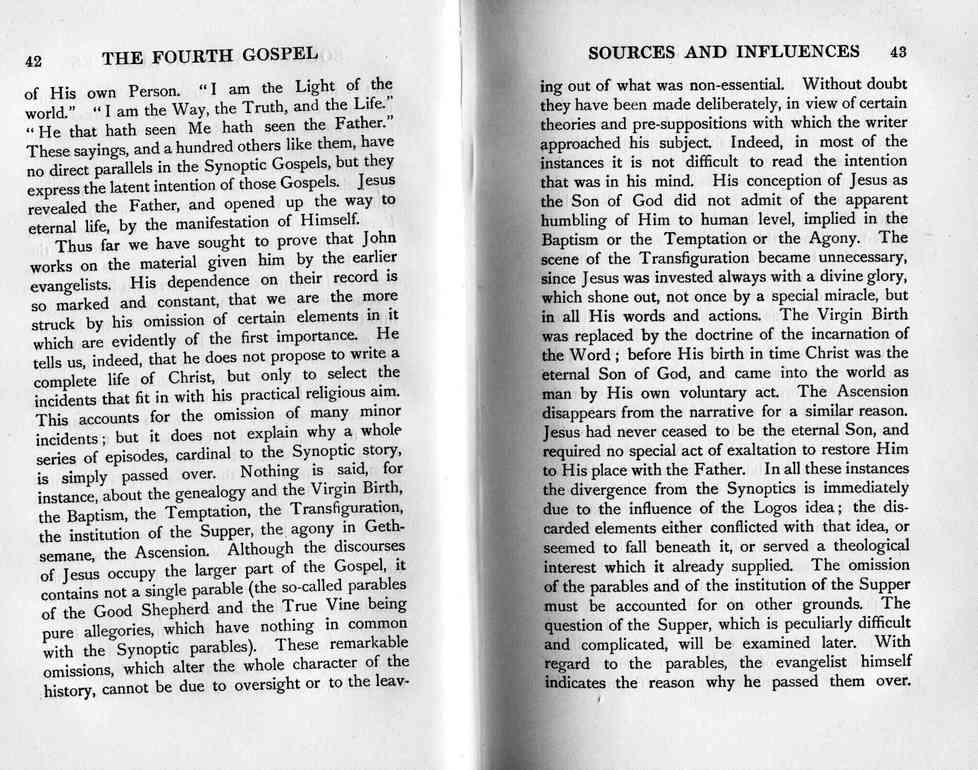 42 THE FOURTH GOSPEL
of His own Person. “I am the Light of the
world.” “I am the Way, the Truth, and the Life.”
“He that hath seen Me hath seen the Father.”
These sayings, and a hundred others like them, have
no direct parallels in the Synoptic Gospels, but they
express the latent intention of those Gospels. Jesus
revealed the Father, and opened up the way to
eternal life, by the manifestation of Himself.
Thus far we have sought to prove that John
works on the material given him by the earlier
evangelists. His dependence on their record is
so marked and constant, that we are the more
struck by his omission of certain elements in it
which are evidently of the first importance. He
tells us, indeed, that he does not propose to write a
complete life of Christ, but only to select the
incidents that fit in with his practical religious aim.
This accounts for the omission of many minor
incidents; but it does not explain why a whole
series of episodes, cardinal to the Synoptic story,
is simply passed over. Nothing is said, for
instance, about the genealogy and the Virgin Birth,
the Baptism, the Temptation, the Transfiguration,
the institution of the Supper, the agony in Geth-
semane, the Ascension. Although the discourses
of Jesus occupy the larger part of the Gospel, it
contains not a single parable (the so-called parables
of the Good Shepherd and the True Vine being
pure allegories, which have nothing in common
with the Synoptic parables). These remarkable
omissions, which alter the whole character of the
history, cannot be due to oversight or to the leav-
SOURCES AND INFLUENCES 43
ing out of what was non-essential. Without doubt
they have been made deliberately, in view of certain
theories and pre-suppositions with which the writer
approached his subject. Indeed, in most of the
instances it is not difficult to read the intention
that was in his mind. His conception of Jesus as
the Son of God did not admit of the apparent
humbling of Him to human level, implied in the
Baptism or the Temptation or the Agony. The
scene of the Transfiguration became unnecessary,
since Jesus was invested always with a divine glory,
which shone out, not once by a special miracle, but
in all His words and actions. The Virgin Birth
was replaced by the doctrine of the incarnation of
the Word; before His birth in time Christ was the
eternal Son of God, and came into the world as
man by His own voluntary act. The Ascension
disappears from the narrative for a similar reason.
Jesus had never ceased to be the eternal Son, and
required no special act of exaltation to restore Him
to His place with the Father. In all these instances
the divergence from the Synoptics is immediately
due to the influence of the Logos idea; the dis-
carded elements either conflicted with that idea, or
seemed to fall beneath it, or served a theological
interest which it already supplied. The omission
of the parables and of the institution of the Supper
must be accounted for on other grounds. The
question of the Supper, which is peculiarly difficult
and complicated, will be examined later. With
regard to the parables, the evangelist himself
indicates the reason why he passed them over.